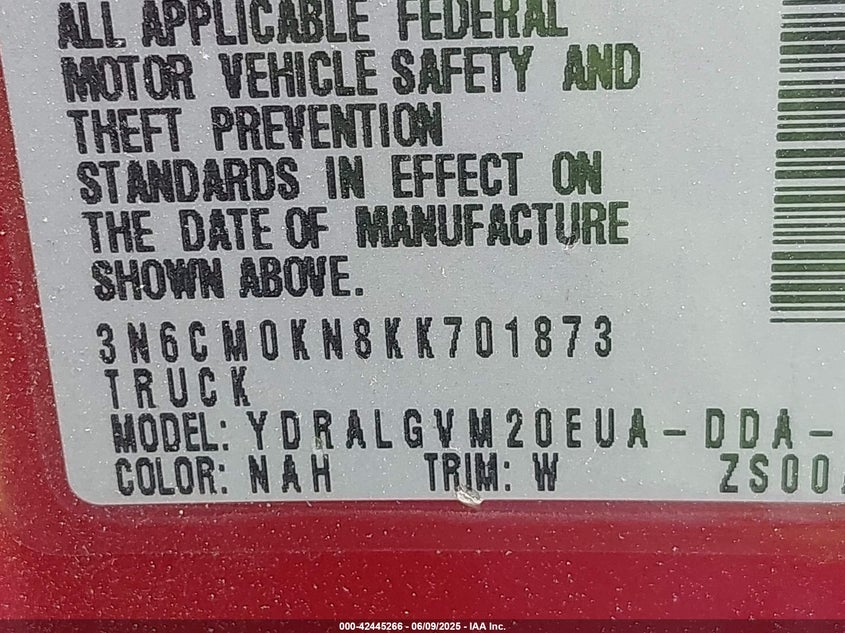 ALL APPLICABLE FEDERAL
MOTOR VEHICLE SAFETY AND
THEFT PREVENTION
STANDARDS IN EFFECT ON
THE DATE OF MANUFACTURE
SHOWN ABOVE.
3N6CM0KN8KK701873
TRUCK
MODEL: YDRALGVM20EUA-DDA-
COLOR: NAH TRIM: W ZS00
000-42445266 - 06/09/2025 - IAA Inc.